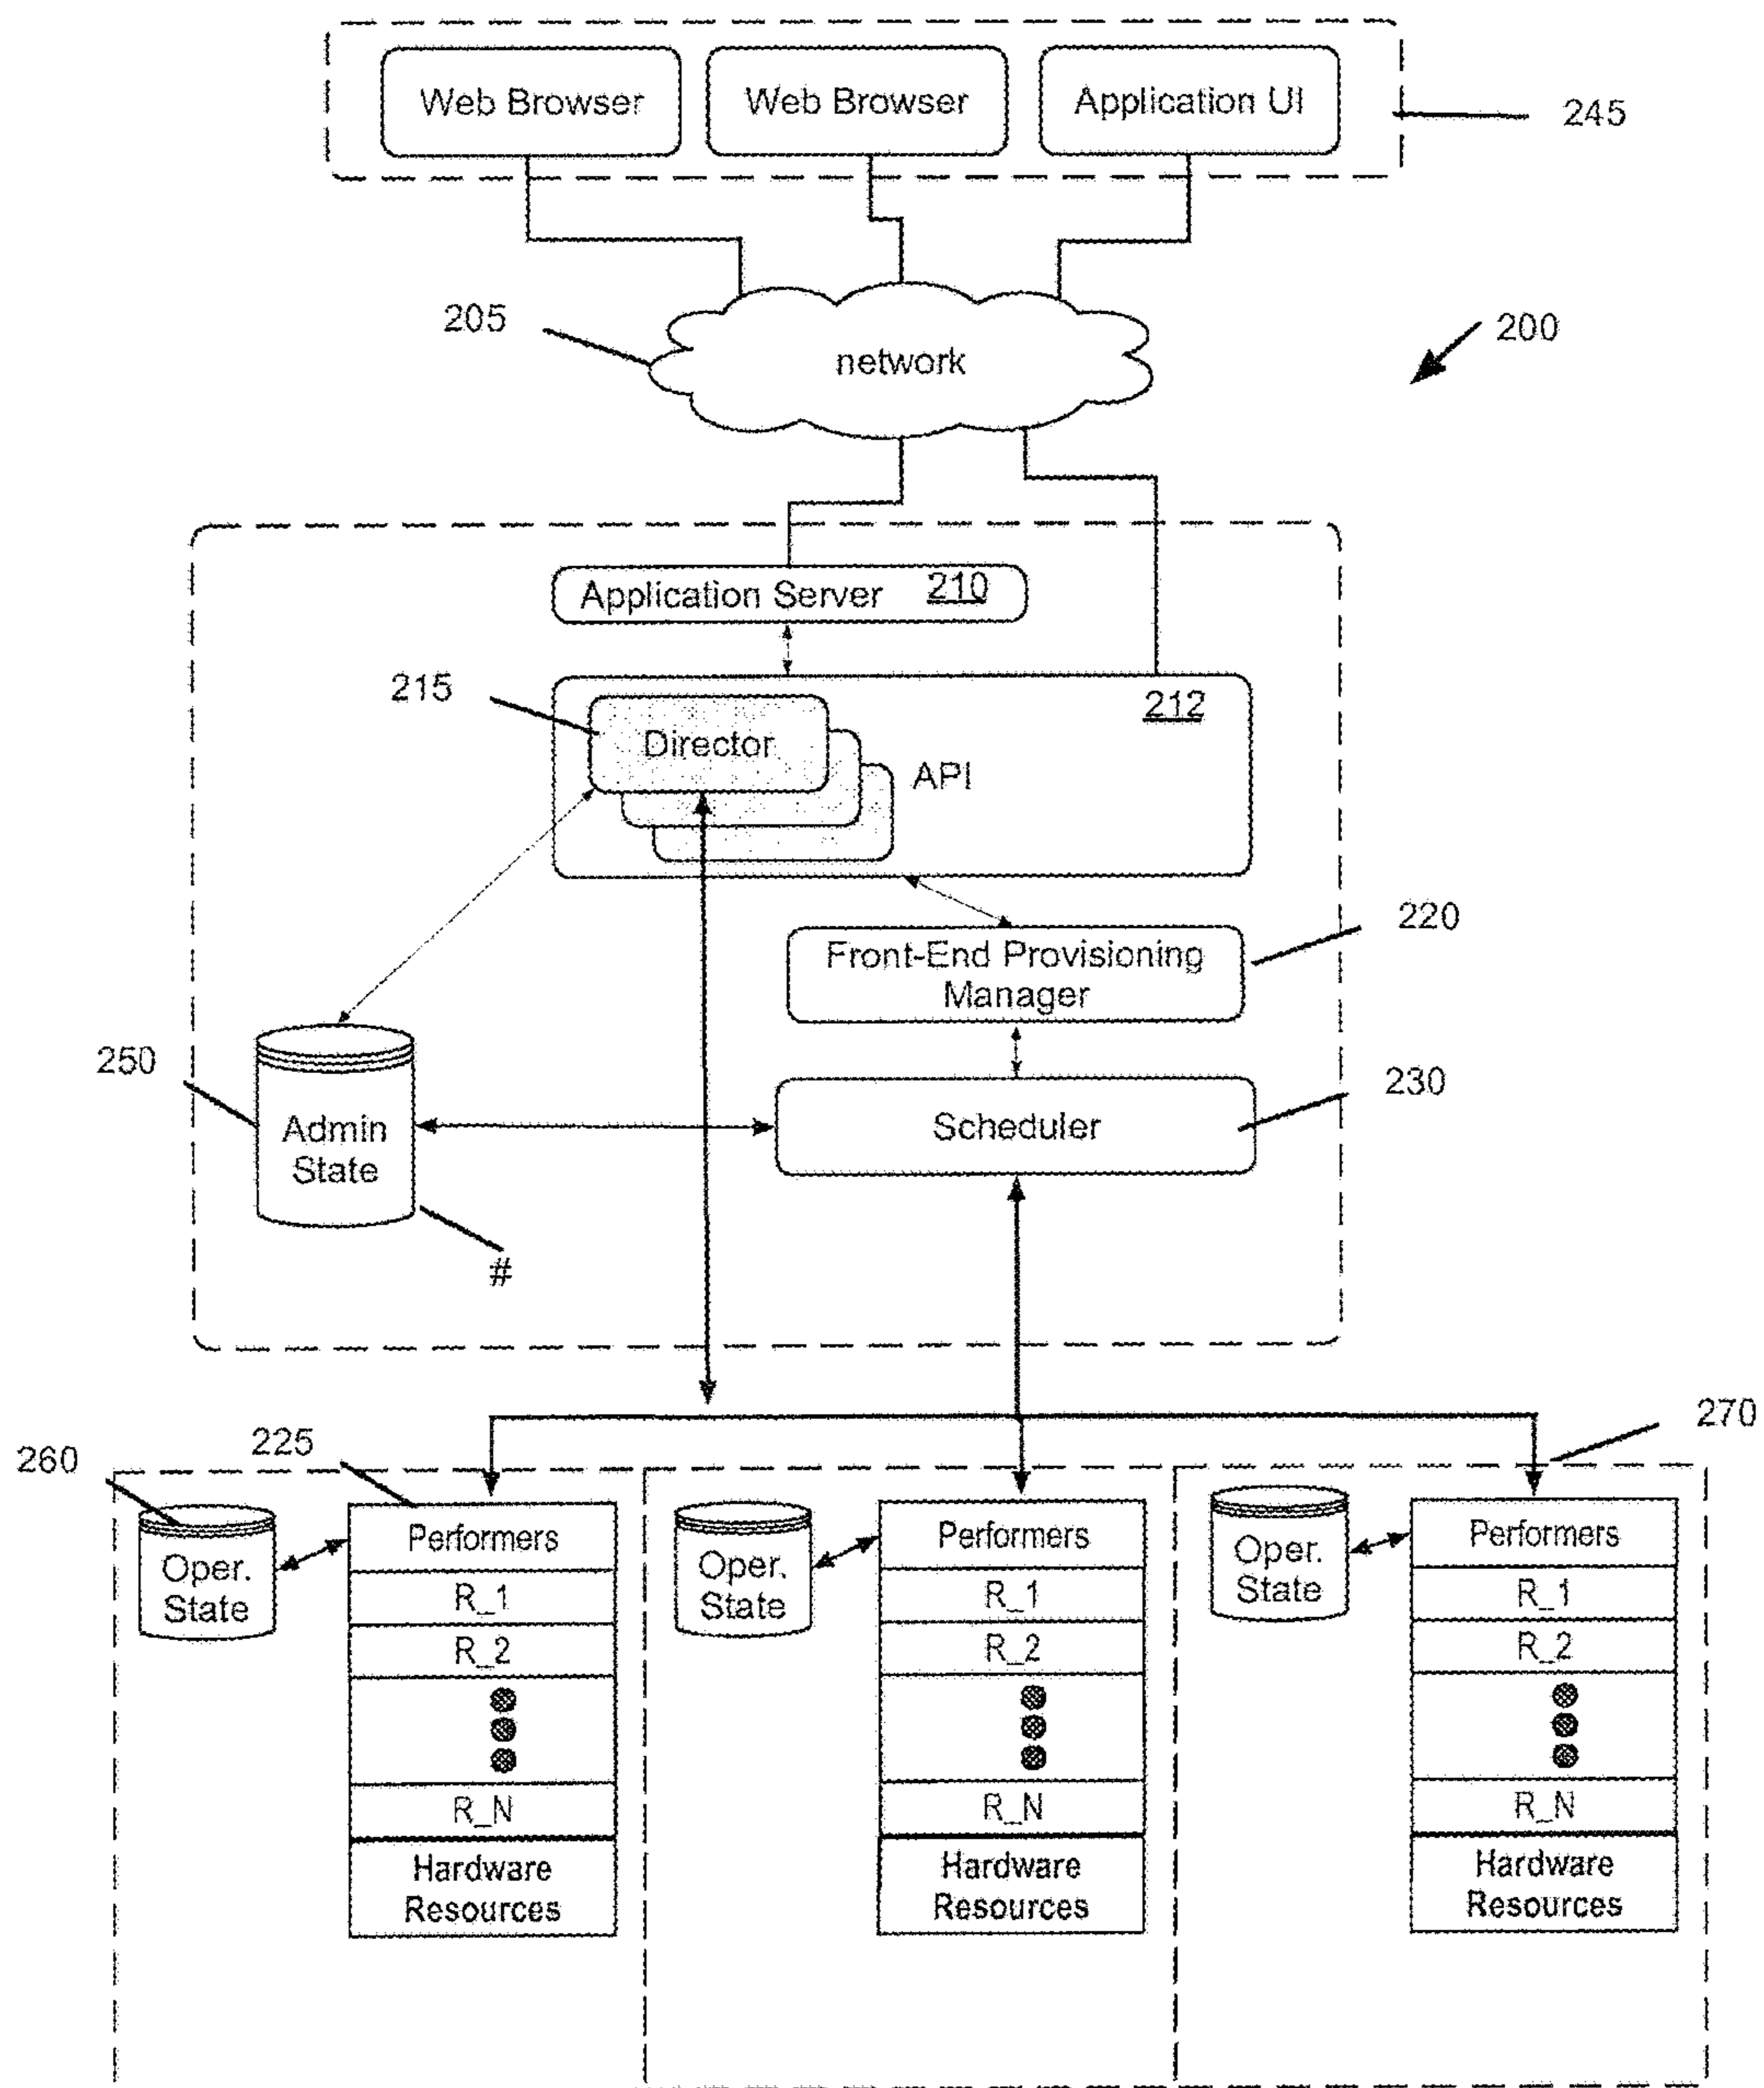 Web Browser
Web Browser
Application UI
245
205
network
200
Application Server 210
215
212
Director
API
220
Front-End Provisioning
Manager
250
230
Admin
State
Scheduler
#
270
260
225
Oper.
State
Performers
R_1
R_2
R_N
Hardware
Resources
Oper.
State
Performers
R_1
R_2
R_N
Hardware
Resources
Oper.
State
Performers
R_1
R_2
R_N
Hardware
Resources